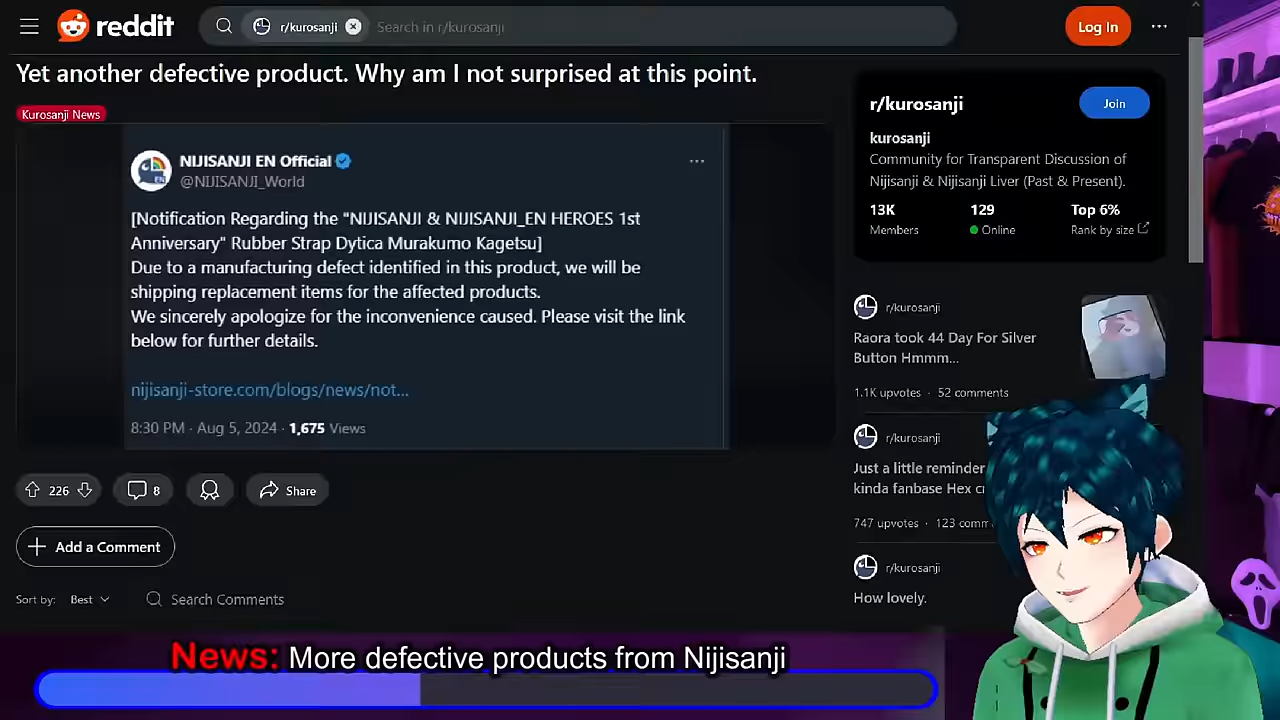 reddit
r/kurosanji
Search in r/kurosanji
Log In
Yet another defective product. Why am I not surprised at this point.
Kurosanji News
NIJISANJI EN Official
@NIJISANJI_World
[Notification Regarding the "NIJISANJI & NIJISANJI_EN HEROES 1st
Anniversary" Rubber Strap Dytica Murakumo Kagetsu]
Due to a manufacturing defect identified in this product, we will be
shipping replacement items for the affected products.
We sincerely apologize for the inconvenience caused. Please visit the link
below for further details.
nijisanji-store.com/blogs/news/not...
8:30 PM · Aug 5, 2024 · 1,675 Views
226
8
Share
Add a Comment
Sort by:
Best
Search Comments
r/kurosanji
Join
kurosanji
Community for Transparent Discussion of
Nijisanji & Nijisanji Liver (Past & Present).
13K
129
Top 6%
Members
Online
Rank by size
r/kurosanji
Raora took 44 Day For Silver
Button Hmmm...
1.1K upvotes · 52 comments
r/kurosanji
Just a little reminder
kinda fanbase Hex
747 upvotes · 123
r/kurosanji
How lovely.
News: More defective products from Nijisanji